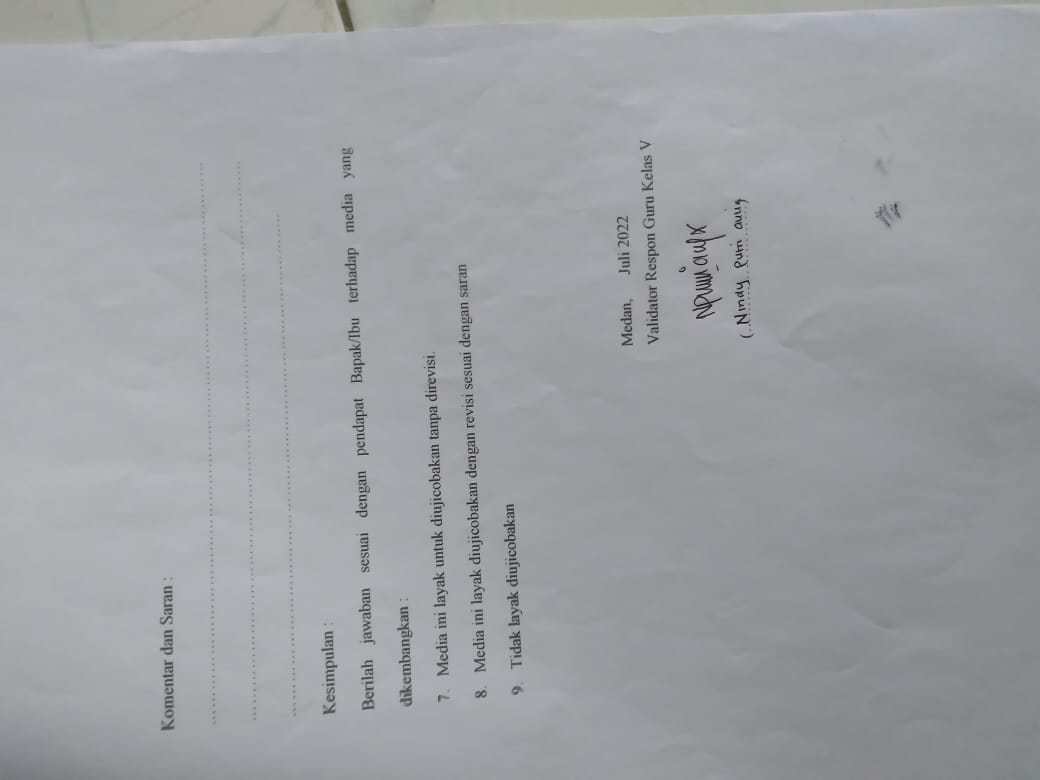 Komentar dan Saran :
Kesimpulan :
Berilah jawaban sesuai dengan pendapat Bapak/Ibu terhadap media yang
dikembangkan :
7. Media ini layak untuk diujicobakan tanpa direvisi.
8. Media ini layak diujicobakan dengan revisi sesuai dengan saran
9. Tidak layak diujicobakan
Medan, Juli 2022
Validator Respon Guru Kelas V
(..Nindy Putri